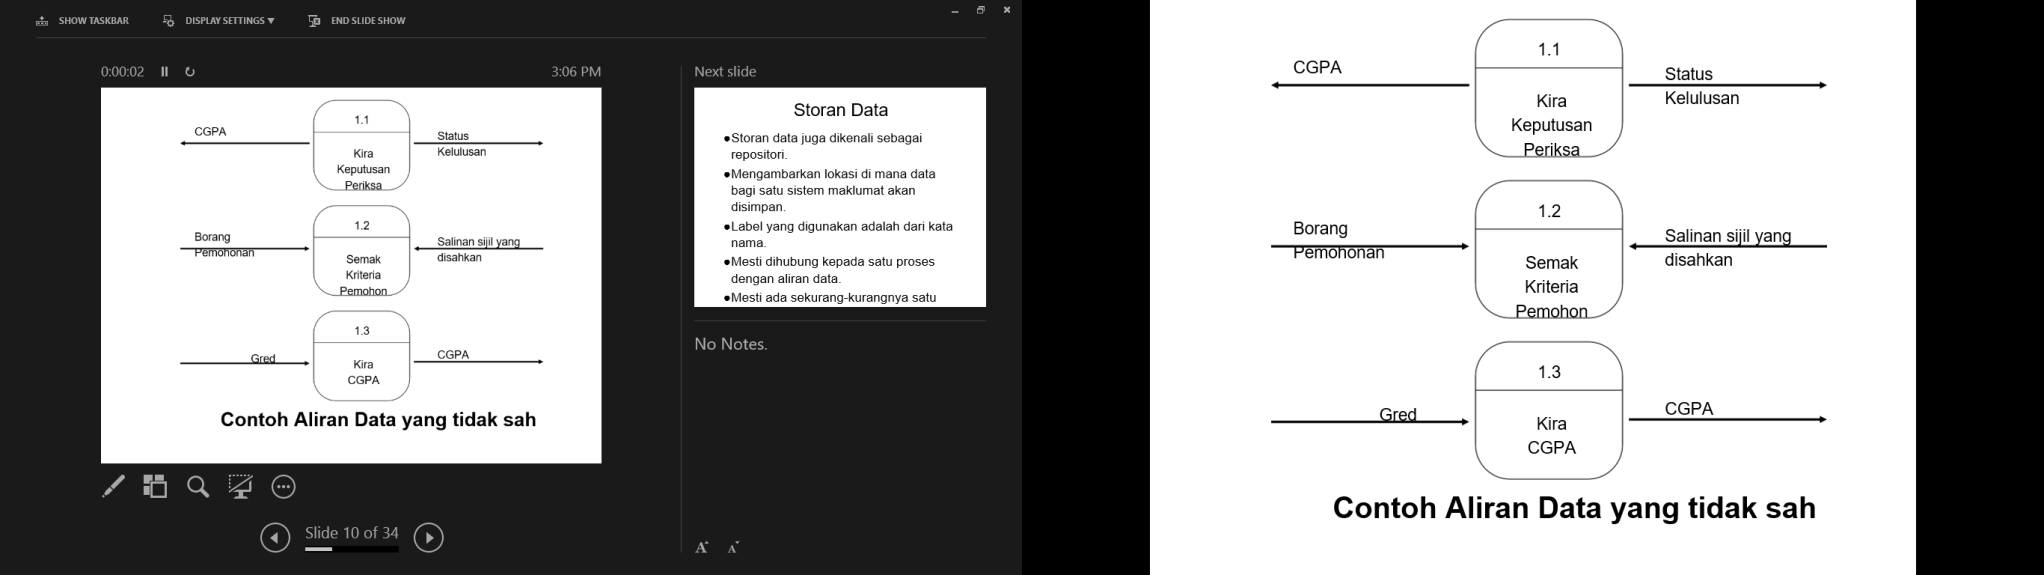 SHOW TASKBAR
DISPLAY SETTINGS ▼
END SLIDE SHOW
0:00:02
3:06 PM
CGPA
1.1
Kira
Keputusan
Periksa
Status
Kelulusan
Borang
Pemohonan
1.2
Semak
Kriteria
Pemohon
Salinan sijil yang
disahkan
Gred
1.3
Kira
CGPA
CGPA
Contoh Aliran Data yang tidak sah
Slide 10 of 34
Next slide
Storan Data
●Storan data juga dikenali sebagai
repositori.
●Mengambarkan lokasi di mana data
bagi satu sistem maklumat akan
disimpan.
●Label yang digunakan adalah dari kata
nama.
●Mesti dihubung kepada satu proses
dengan aliran data.
●Mesti ada sekurang-kurangnya satu
No Notes.
A A
CGPA
1.1
Kira
Keputusan
Periksa
Status
Kelulusan
Borang
Pemohonan
1.2
Semak
Kriteria
Pemohon
Salinan sijil yang
disahkan
Gred
1.3
Kira
CGPA
CGPA
Contoh Aliran Data yang tidak sah